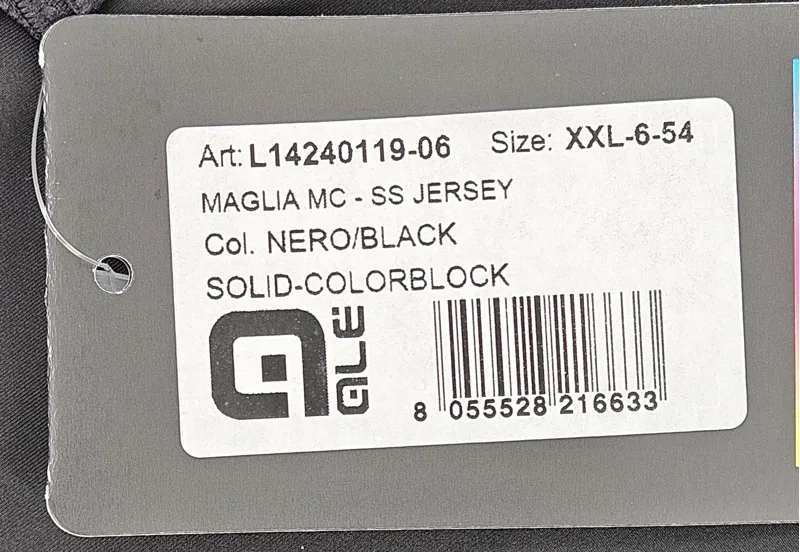 Art: L14240119-06 Size: XXL-6-54
MAGLIA MC - SS JERSEY
Col. NERO/BLACK
SOLID-COLORBLOCK
ALÉ
8 055528 216633